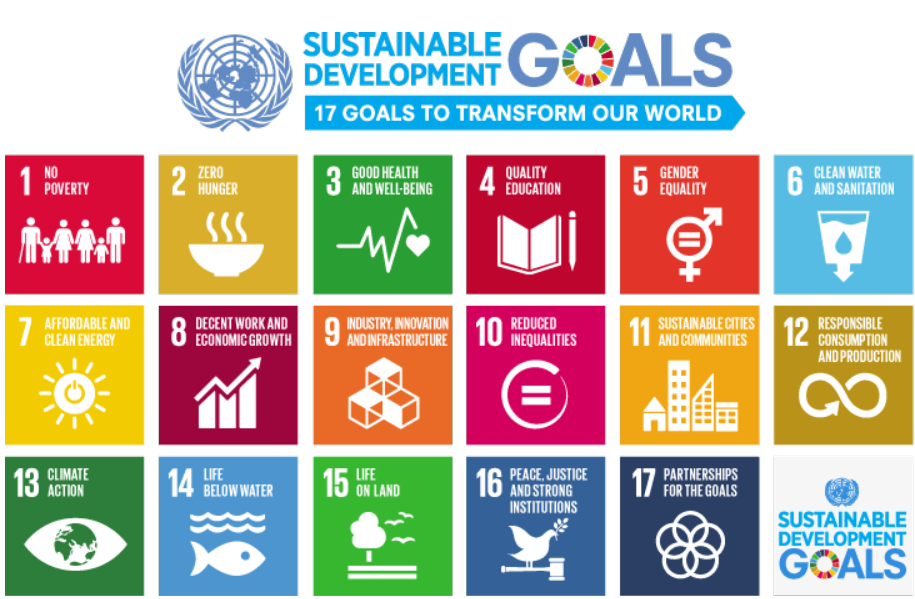 SUSTAINABLE
DEVELOPMENT GOALS
17 GOALS TO TRANSFORM OUR WORLD
1 NO
POVERTY
2 ZERO
HUNGER
3 GOOD HEALTH
AND WELL-BEING
4 QUALITY
EDUCATION
5 GENDER
EQUALITY
6 CLEAN WATER
AND SANITATION
7 AFFORDABLE AND
CLEAN ENERGY
8 DECENT WORK AND
ECONOMIC GROWTH
9 INDUSTRY, INNOVATION
AND INFRASTRUCTURE
10 REDUCED
INEQUALITIES
11 SUSTAINABLE CITIES
AND COMMUNITIES
12 RESPONSIBLE
CONSUMPTION
AND PRODUCTION
13 CLIMATE
ACTION
14 LIFE
BELOW WATER
15 LIFE
ON LAND
16 PEACE, JUSTICE
AND STRONG
INSTITUTIONS
17 PARTNERSHIPS
FOR THE GOALS
SUSTAINABLE
DEVELOPMENT
GOALS